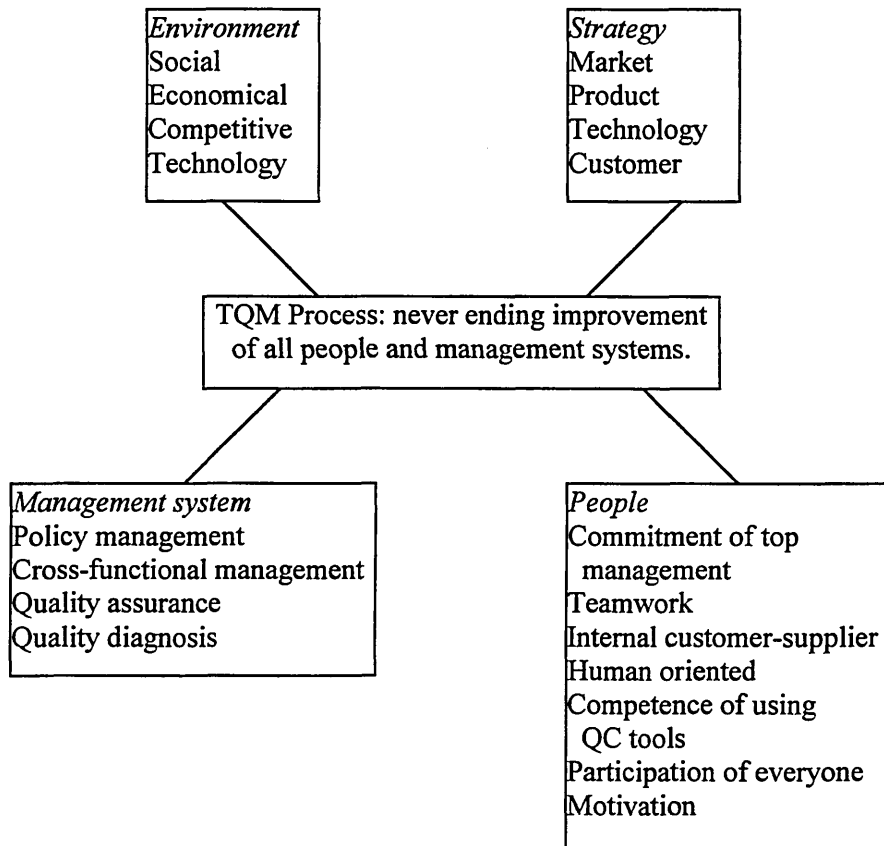 Environment
Social
Economical
Competitive
Technology
Strategy
Market
Product
Technology
Customer
TQM Process: never ending improvement
of all people and management systems.
Management system
Policy management
Cross-functional management
Quality assurance
Quality diagnosis
People
Commitment of top
management
Teamwork
Internal customer-supplier
Human oriented
Competence of using
QC tools
Participation of everyone
Motivation